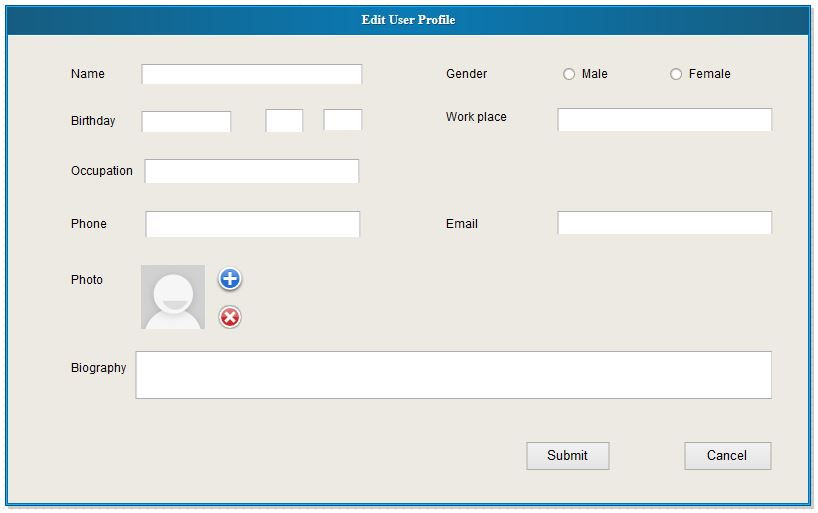 Edit User Profile
Name
Gender Male Female
Birthday
Work place
Occupation
Phone
Email
Photo
Biography
Submit Cancel